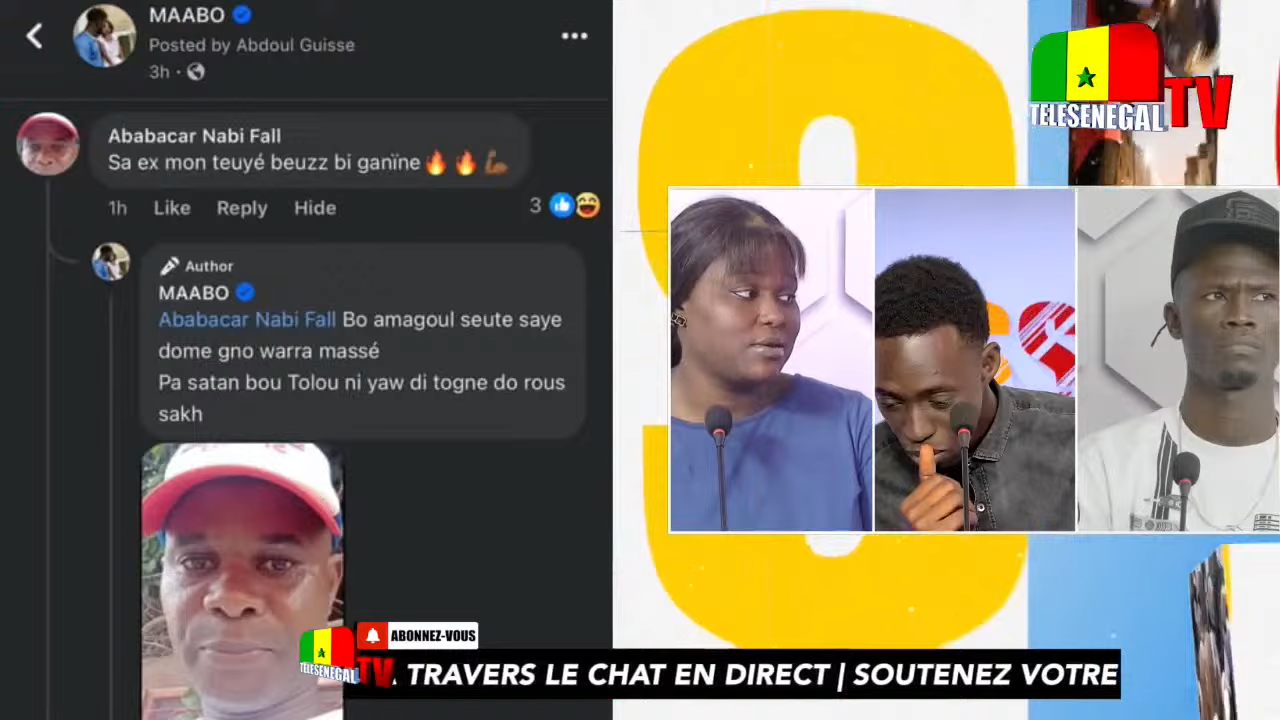 MAABO
Posted by Abdoul Guisse
3h
Ababacar Nabi Fall
Sa ex mon teuyé beuzz bi ganïne🔥🔥💪🏾
1h Like Reply Hide 3
Author
MAABO
Ababacar Nabi Fall Bo amagoul seute saye
dome gno warra massé
Pa satan bou Tolou ni yaw di togne do rous
sakh
TELESENEGAL TV
ABONNEZ-VOUS
TELESENEGAL TV
TRAVERS LE CHAT EN DIRECT | SOUTENEZ VOTRE